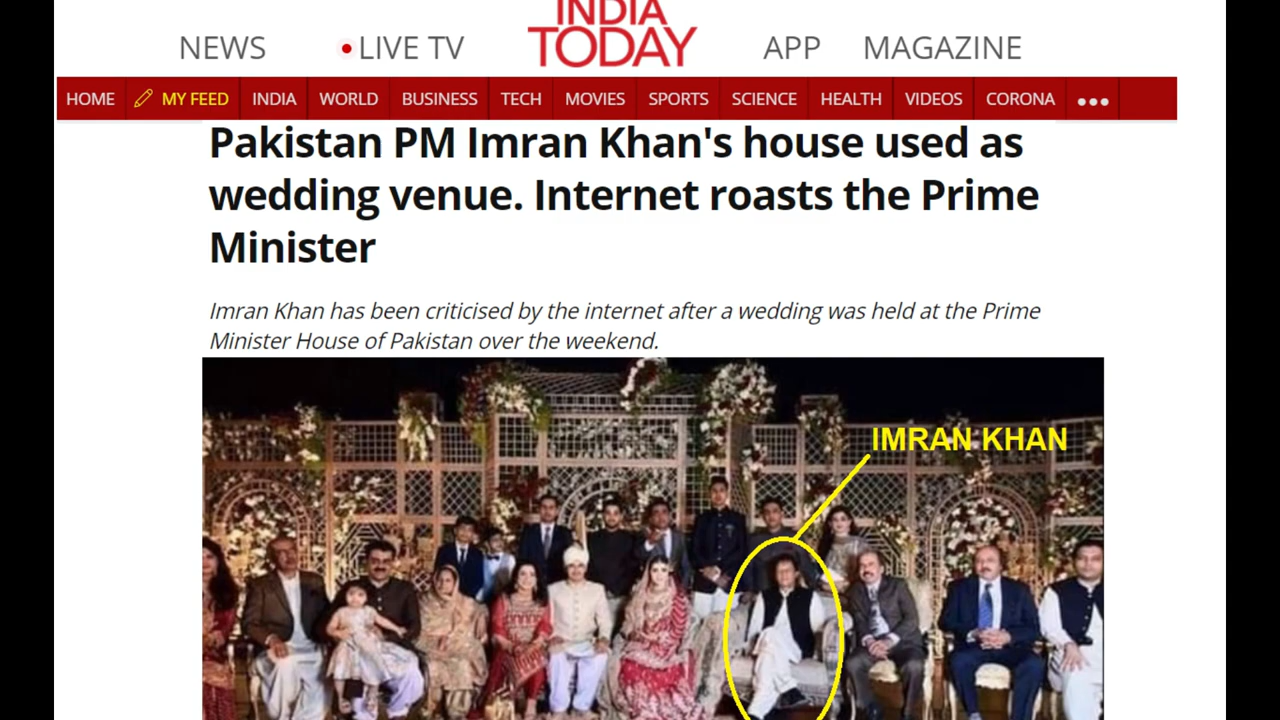 INDIA
TODAY
NEWS
LIVE TV
APP
MAGAZINE
HOME
MY FEED
INDIA
WORLD
BUSINESS
TECH
MOVIES
SPORTS
SCIENCE
HEALTH
VIDEOS
CORONA
Pakistan PM Imran Khan's house used as
wedding venue. Internet roasts the Prime
Minister
Imran Khan has been criticised by the internet after a wedding was held at the Prime
Minister House of Pakistan over the weekend.
IMRAN KHAN